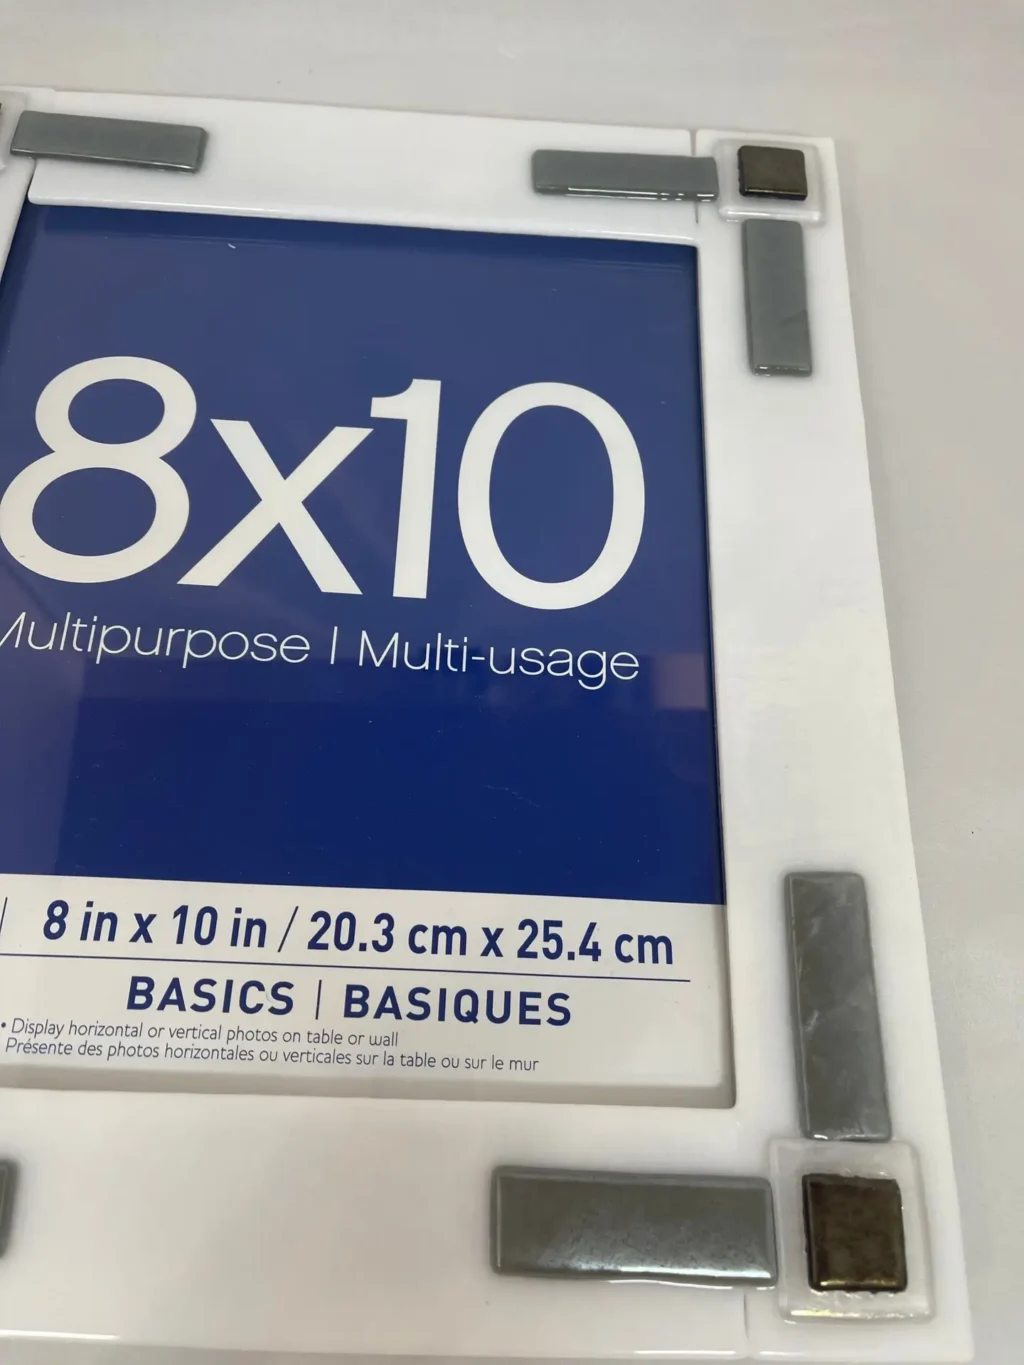 8x10
Multipurpose | Multi-usage
8 in x 10 in / 20.3 cm x 25.4 cm
BASICS | BASIQUES
• Display horizontal or vertical photos on table or wall
Présente des photos horizontales ou verticales sur la table ou sur le mur